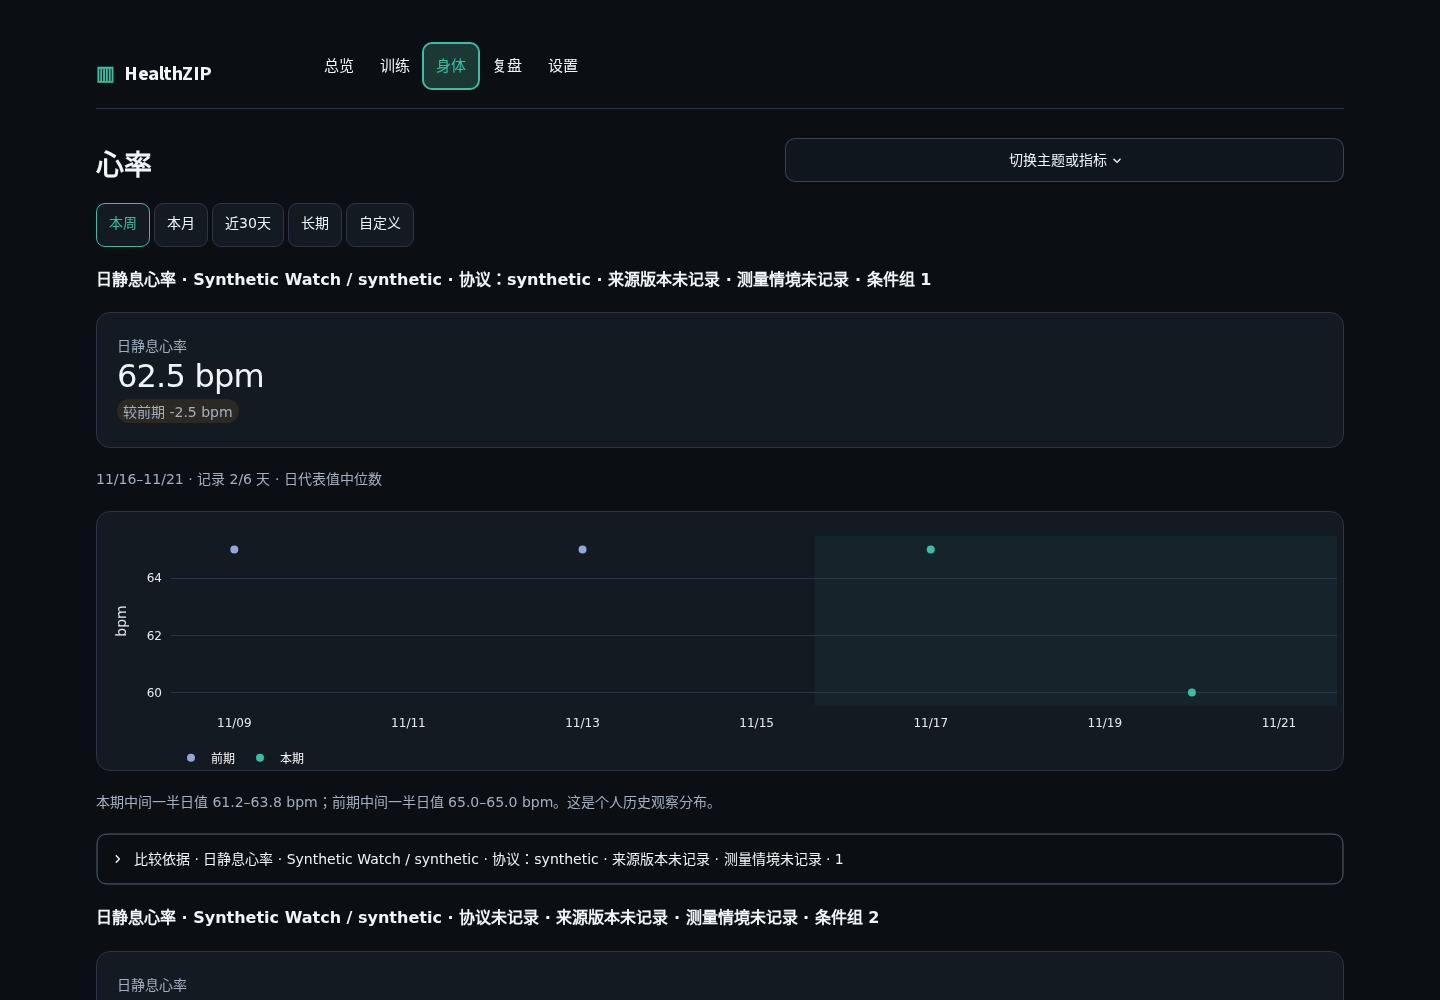 HealthZIP
总览 训练 身体 复盘 设置
心率
切换主题或指标
本周 本月 近30天 长期 自定义
日静息心率 · Synthetic Watch / synthetic · 协议：synthetic · 来源版本未记录 · 测量情境未记录 · 条件组 1
日静息心率
62.5 bpm
较前期 -2.5 bpm
11/16–11/21 · 记录 2/6 天 · 日代表值中位数
64
62
60
bpm
11/09 11/11 11/13 11/15 11/17 11/19 11/21
前期 本期
本期中间一半日值 61.2–63.8 bpm；前期中间一半日值 65.0–65.0 bpm。这是个人历史观察分布。
比较依据 · 日静息心率 · Synthetic Watch / synthetic · 协议：synthetic · 来源版本未记录 · 测量情境未记录 · 1
日静息心率 · Synthetic Watch / synthetic · 协议未记录 · 来源版本未记录 · 测量情境未记录 · 条件组 2
日静息心率